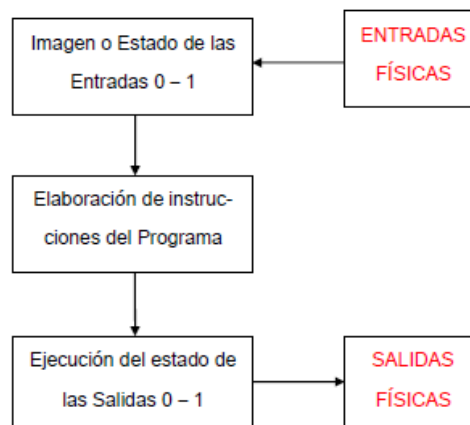 Imagen o Estado de las
Entradas 0 – 1
ENTRADAS
FÍSICAS
Elaboración de instruc-
ciones del Programa
Ejecución del estado de
las Salidas 0 – 1
SALIDAS
FÍSICAS